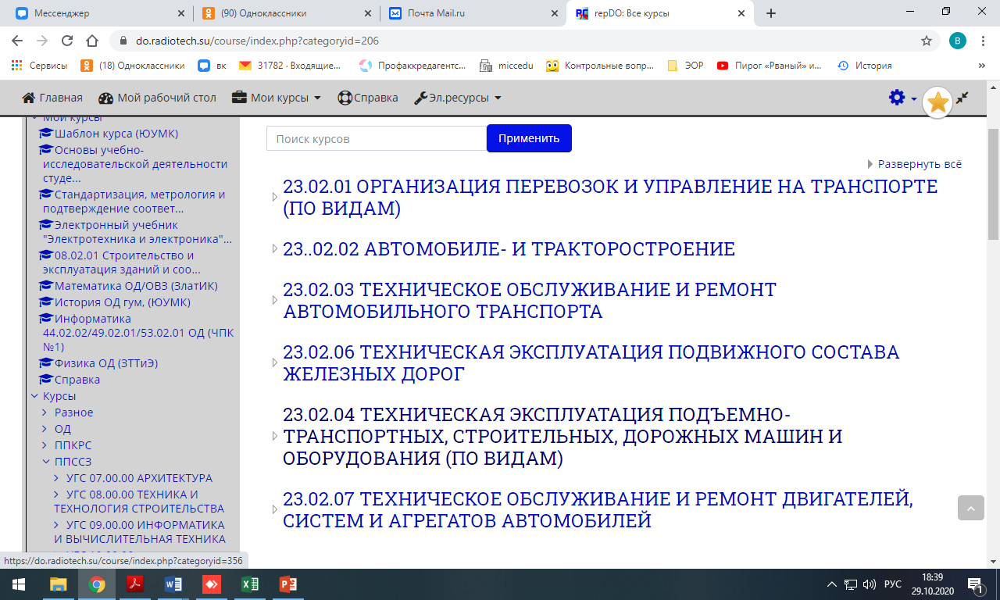 Мессенджер
(90) Одноклассники
Почта Mail.ru
repDO: Все курсы
do.radiotech.su/course/index.php?categoryid=206
В
Сервисы
(18) Одноклассники
вк
31782 · Входящие...
Профаккредагентс...
miccedu
Контрольные вопр...
ЭОР
Пирог «Рваный» и...
История
»
Главная
Мой рабочий стол
Мои курсы
Справка
Эл.ресурсы
Мои курсы
Шаблон курса (ЮУМК)
Основы учебно-
исследовательской деятельности
студе...
Стандартизация, метрология и
подтверждение соответ...
Электронный учебник
"Электротехника и электроника"...
08.02.01 Строительство и
эксплуатация зданий и соо...
Математика ОД/ОВЗ (ЗлатИК)
История ОД гум, (ЮУМК)
Информатика
44.02.02/49.02.01/53.02.01 ОД (ЧПК
№1)
Физика ОД (ЗТТиЭ)
Справка
Курсы
Разное
ОД
ППКРС
ППССЗ
УГС 07.00.00 АРХИТЕКТУРА
УГС 08.00.00 ТЕХНИКА И
ТЕХНОЛОГИЯ СТРОИТЕЛЬСТВА
УГС 09.00.00 ИНФОРМАТИКА
И ВЫЧИСЛИТЕЛЬНАЯ ТЕХНИКА
Поиск курсов
Применить
Развернуть всё
23.02.01 ОРГАНИЗАЦИЯ ПЕРЕВОЗОК И УПРАВЛЕНИЕ НА ТРАНСПОРТЕ
(ПО ВИДАМ)
23..02.02 АВТОМОБИЛЕ- И ТРАКТОРОСТРОЕНИЕ
23.02.03 ТЕХНИЧЕСКОЕ ОБСЛУЖИВАНИЕ И РЕМОНТ
АВТОМОБИЛЬНОГО ТРАНСПОРТА
23.02.06 ТЕХНИЧЕСКАЯ ЭКСПЛУАТАЦИЯ ПОДВИЖНОГО СОСТАВА
ЖЕЛЕЗНЫХ ДОРОГ
23.02.04 ТЕХНИЧЕСКАЯ ЭКСПЛУАТАЦИЯ ПОДЪЕМНО-
ТРАНСПОРТНЫХ, СТРОИТЕЛЬНЫХ, ДОРОЖНЫХ МАШИН И
ОБОРУДОВАНИЯ (ПО ВИДАМ)
23.02.07 ТЕХНИЧЕСКОЕ ОБСЛУЖИВАНИЕ И РЕМОНТ ДВИГАТЕЛЕЙ,
СИСТЕМ И АГРЕГАТОВ АВТОМОБИЛЕЙ
https://do.radiotech.su/course/index.php?categoryid=356
РУС
18:39
29.10.2020
1